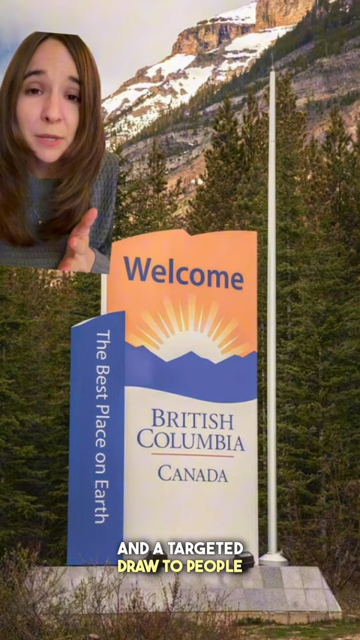 Welcome
The Best Place on Earth
BRITISH
COLUMBIA
CANADA
AND A TARGETED
DRAW TO PEOPLE